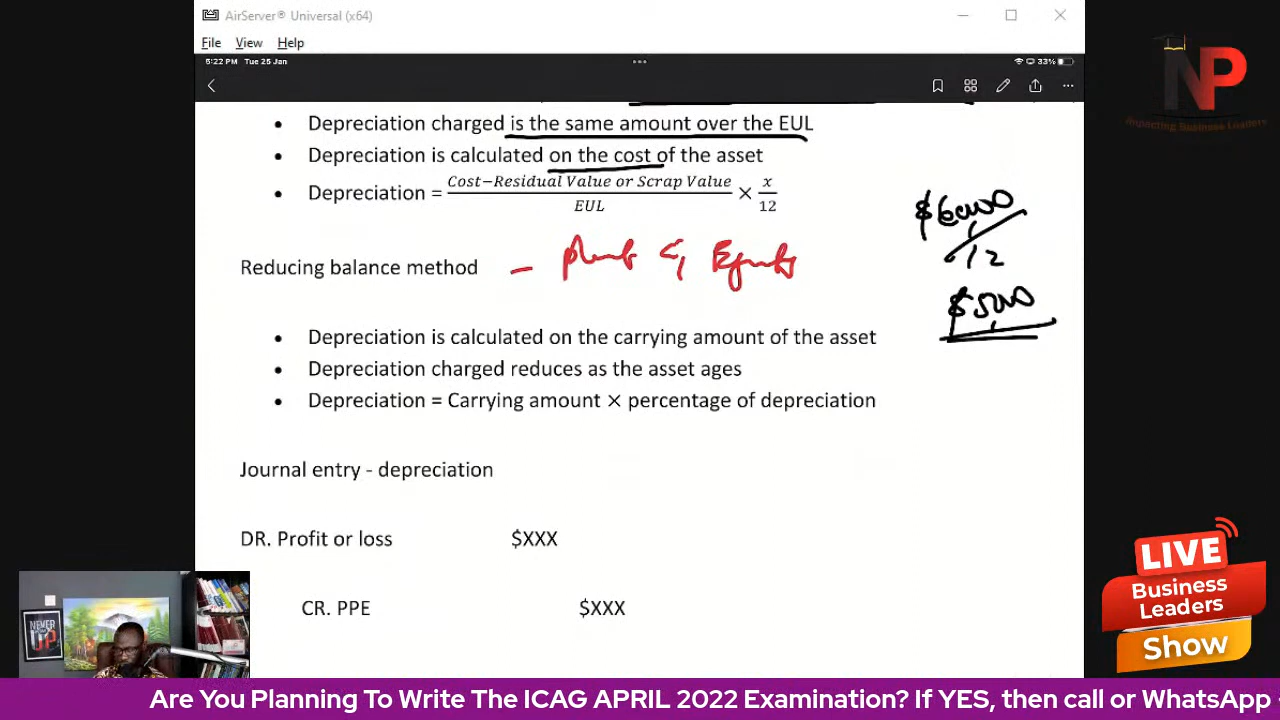 AirServer® Universal (x64)
File View Help
5:22 PM Tue 25 Jan
33%
• Depreciation charged is the same amount over the EUL
• Depreciation is calculated on the cost of the asset
• Depreciation = Cost−Residual Value or Scrap Value / EUL × x / 12
$6000
12
$500
Reducing balance method –
• Depreciation is calculated on the carrying amount of the asset
• Depreciation charged reduces as the asset ages
• Depreciation = Carrying amount × percentage of depreciation
Journal entry - depreciation
DR. Profit or loss $XXX
CR. PPE $XXX
NP
Impacting Business Leaders
NEVER
UP
LIVE
Business
Leaders
Show
Are You Planning To Write The ICAG APRIL 2022 Examination? If YES, then call or WhatsApp